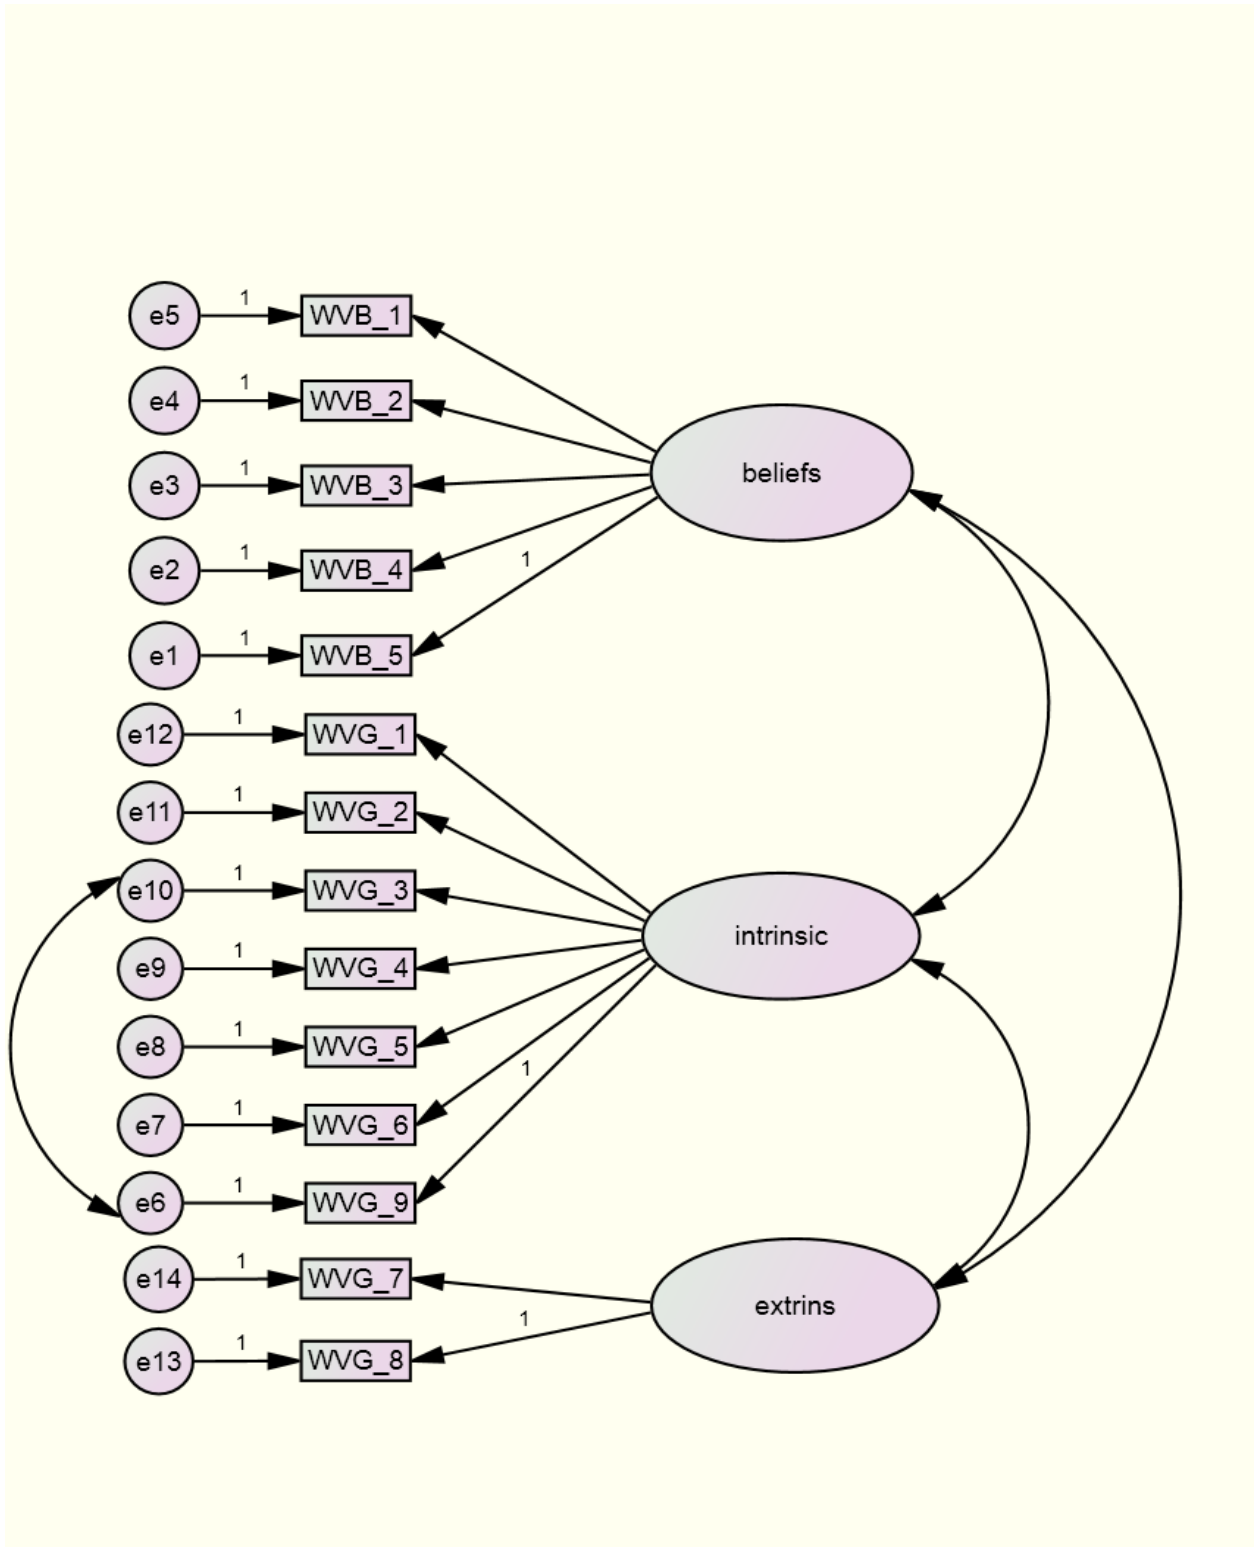 e5 1 WVB_1
e4 1 WVB_2
beliefs
e3 1 WVB_3
e2 1 WVB_4
1
e1 1 WVB_5
e12 1 WVG_1
e11 1 WVG_2
e10 1 WVG_3
intrinsic
e9 1 WVG_4
e8 1 WVG_5
1
e7 1 WVG_6
e6 1 WVG_9
e14 1 WVG_7
extrins
1
e13 1 WVG_8